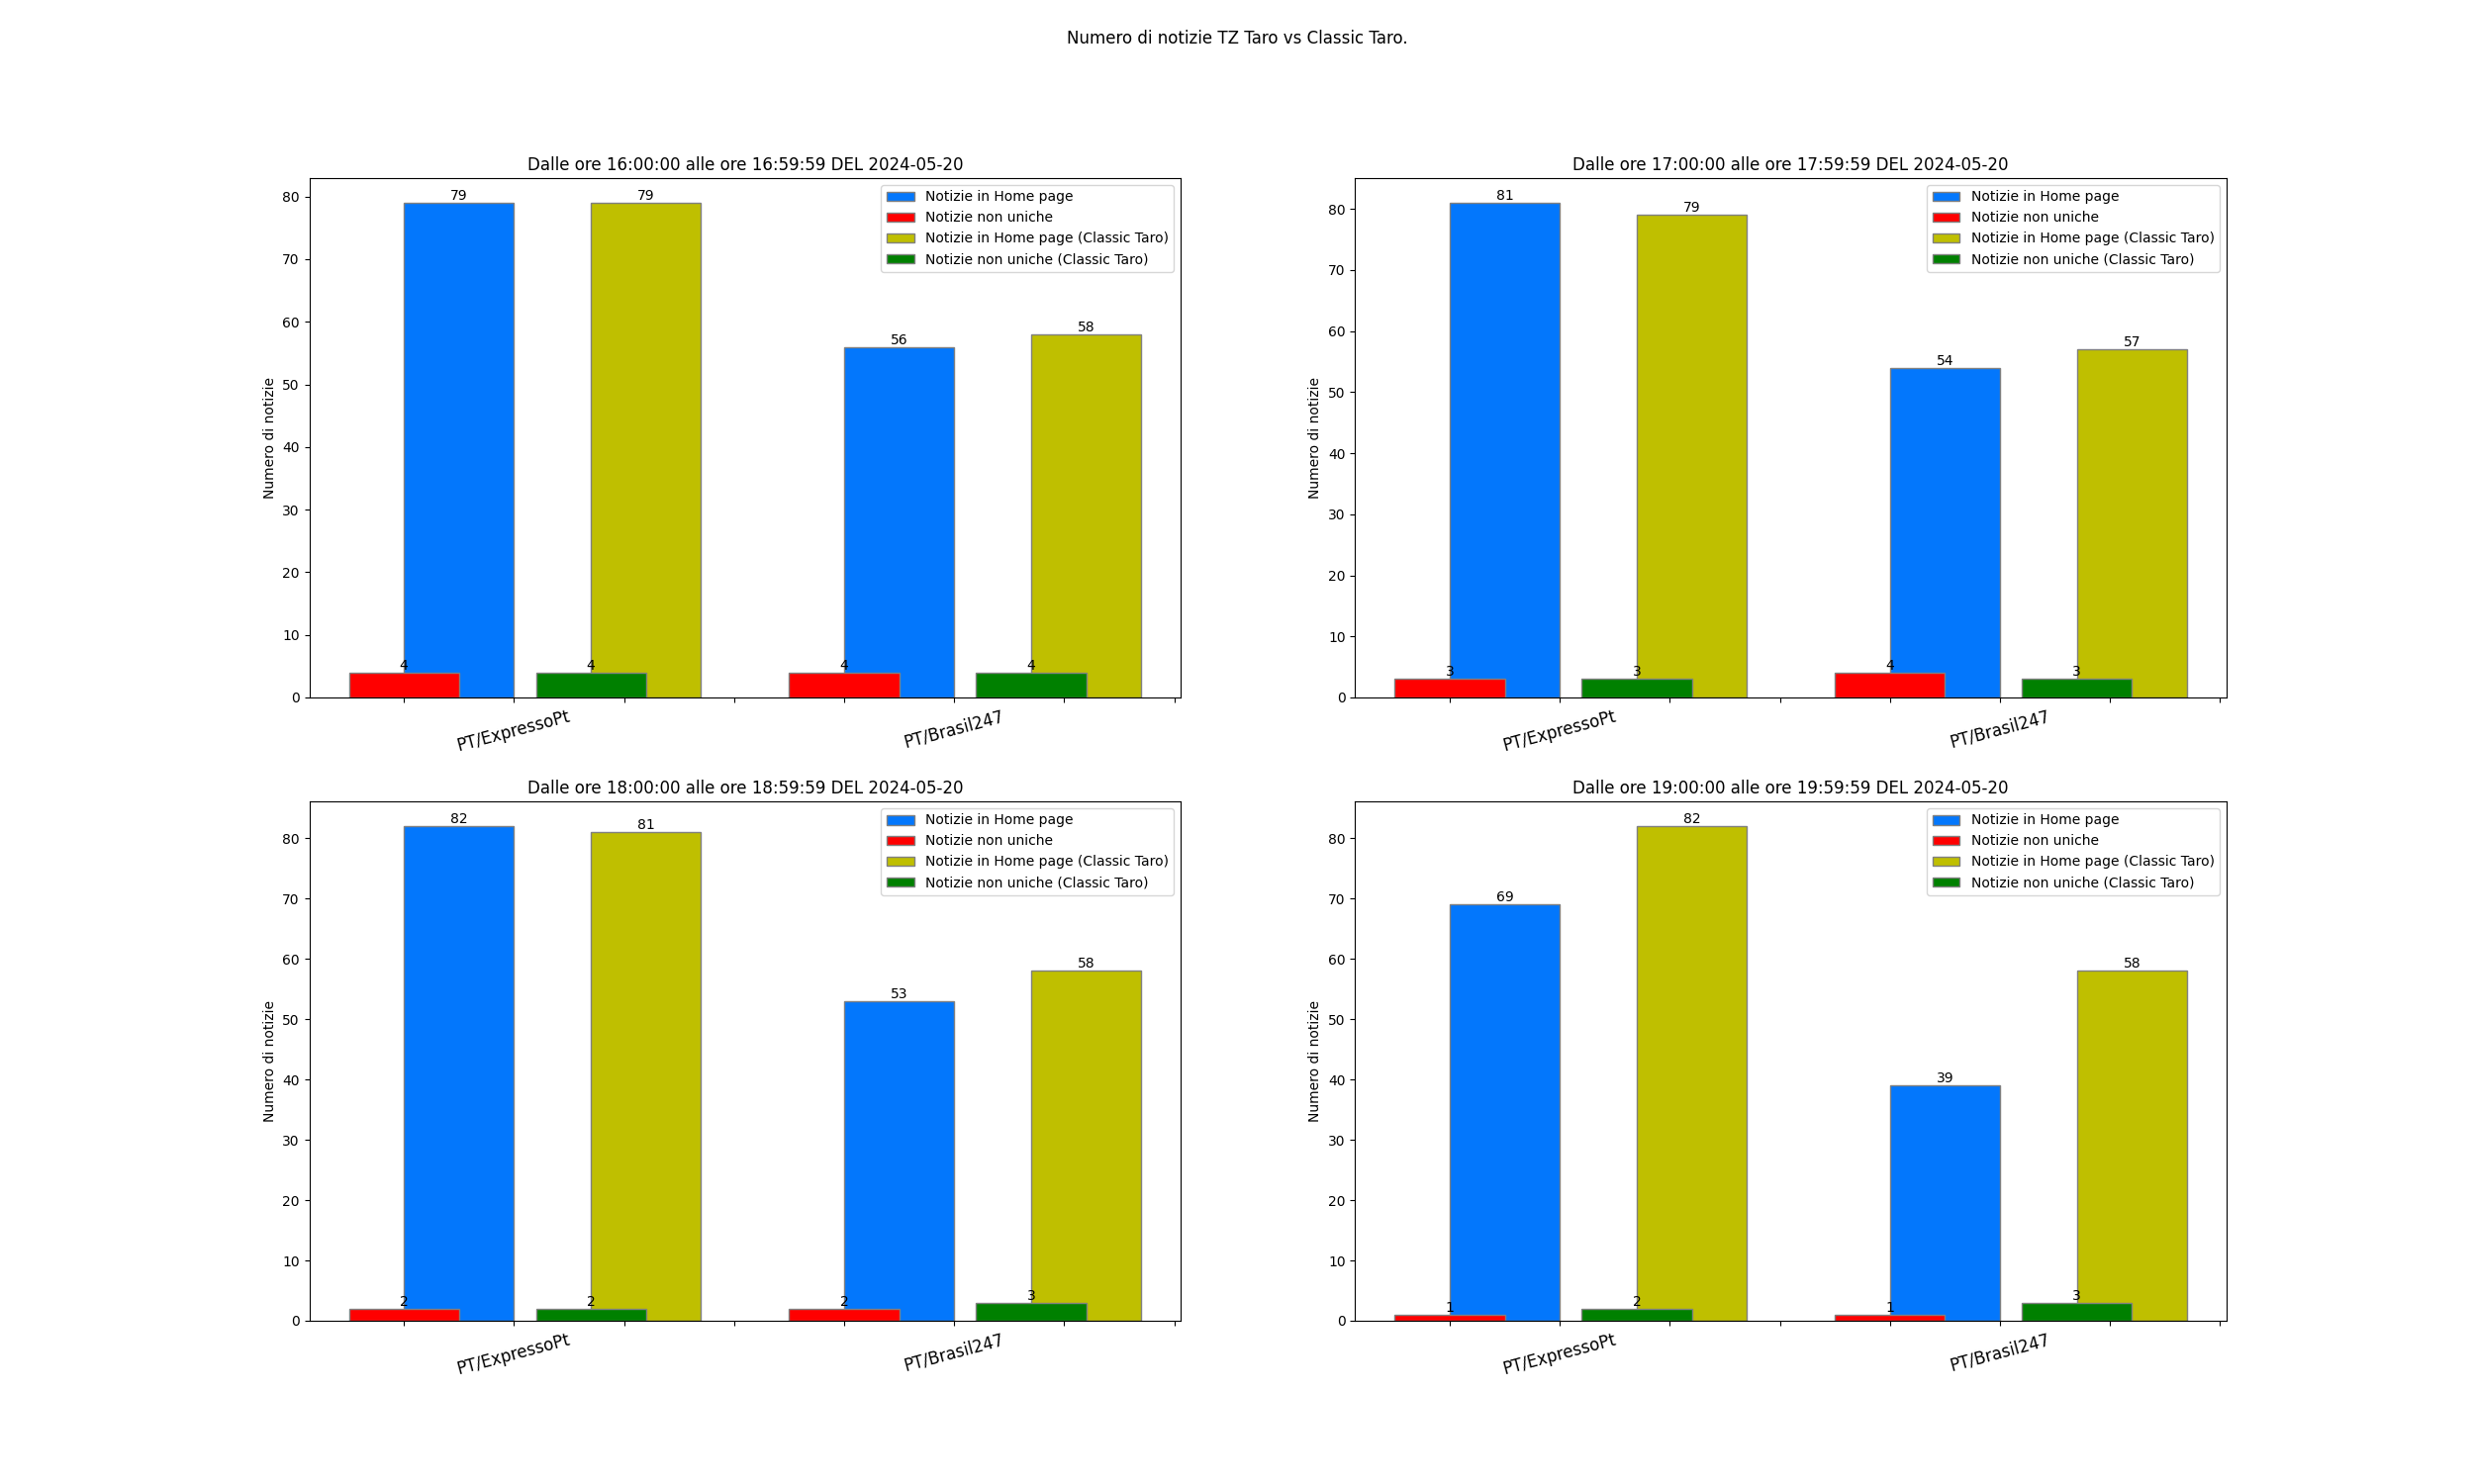 Numero di notizie TZ Taro vs Classic Taro.
Dalle ore 16:00:00 alle ore 16:59:59 DEL 2024-05-20
Numero di notizie
80
70
60
50
40
30
20
10
0
79
79
56
58
4
4
4
4
Notizie in Home page
Notizie non uniche
Notizie in Home page (Classic Taro)
Notizie non uniche (Classic Taro)
PT/ExpressoPt
PT/Brasil247
Dalle ore 17:00:00 alle ore 17:59:59 DEL 2024-05-20
Numero di notizie
80
70
60
50
40
30
20
10
0
81
79
54
57
3
3
4
3
Notizie in Home page
Notizie non uniche
Notizie in Home page (Classic Taro)
Notizie non uniche (Classic Taro)
PT/ExpressoPt
PT/Brasil247
Dalle ore 18:00:00 alle ore 18:59:59 DEL 2024-05-20
Numero di notizie
80
70
60
50
40
30
20
10
0
82
81
53
58
2
2
2
3
Notizie in Home page
Notizie non uniche
Notizie in Home page (Classic Taro)
Notizie non uniche (Classic Taro)
PT/ExpressoPt
PT/Brasil247
Dalle ore 19:00:00 alle ore 19:59:59 DEL 2024-05-20
Numero di notizie
80
70
60
50
40
30
20
10
0
69
82
39
58
1
2
1
3
Notizie in Home page
Notizie non uniche
Notizie in Home page (Classic Taro)
Notizie non uniche (Classic Taro)
PT/ExpressoPt
PT/Brasil247